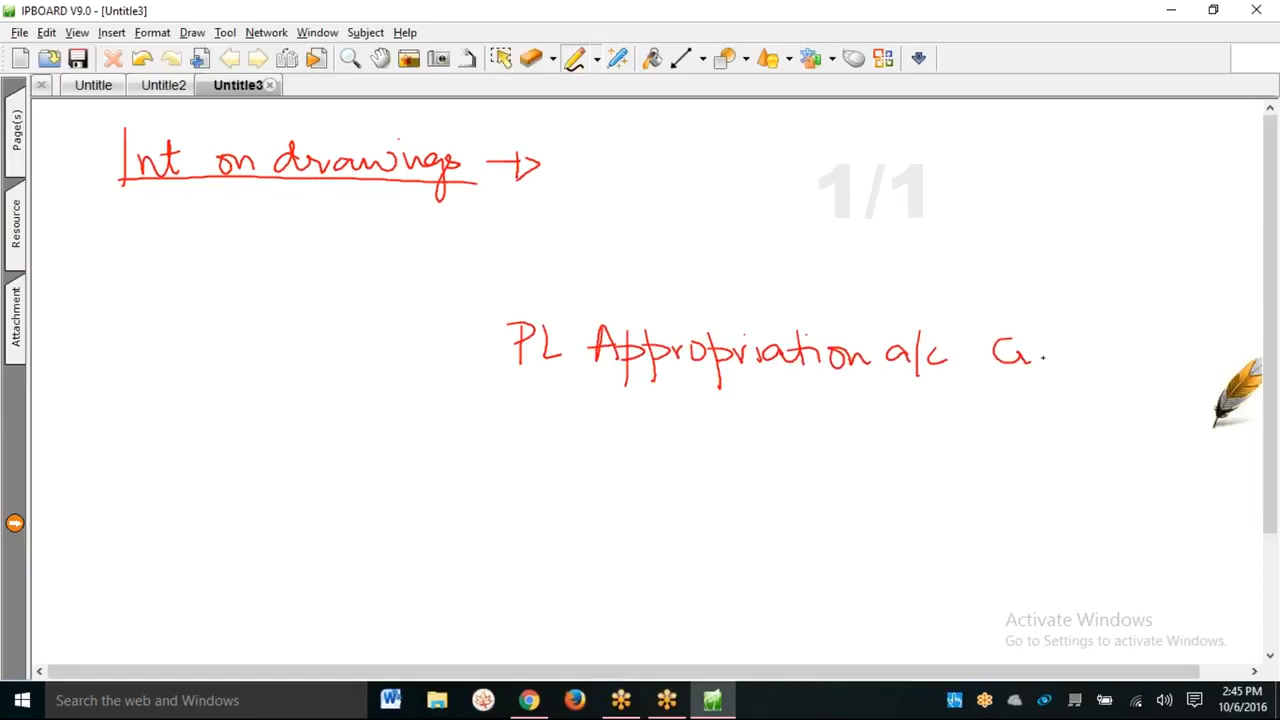 IPBOARD V9.0 - [Untitle3]
File Edit View Insert Format Draw Tool Network Window Subject Help
Untitle Untitle2 Untitle3
Page(s)
Resource
Attachment
1/1
Int on drawings →
PL Appropriation a/c
Activate Windows
Go to Settings to activate Windows.
Search the web and Windows
2:45 PM
10/6/2016